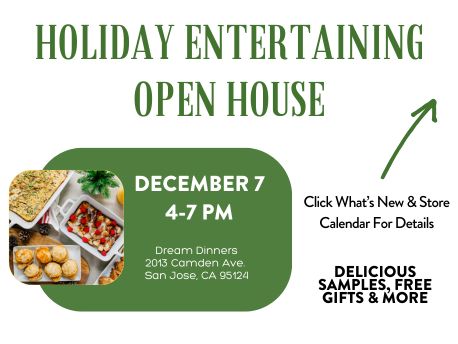 HOLIDAY ENTERTAINING
OPEN HOUSE
DECEMBER 7
4-7 PM
Dream Dinners
2013 Camden Ave.
San Jose, CA 95124
Click What's New & Store
Calendar For Details
DELICIOUS
SAMPLES, FREE
GIFTS & MORE